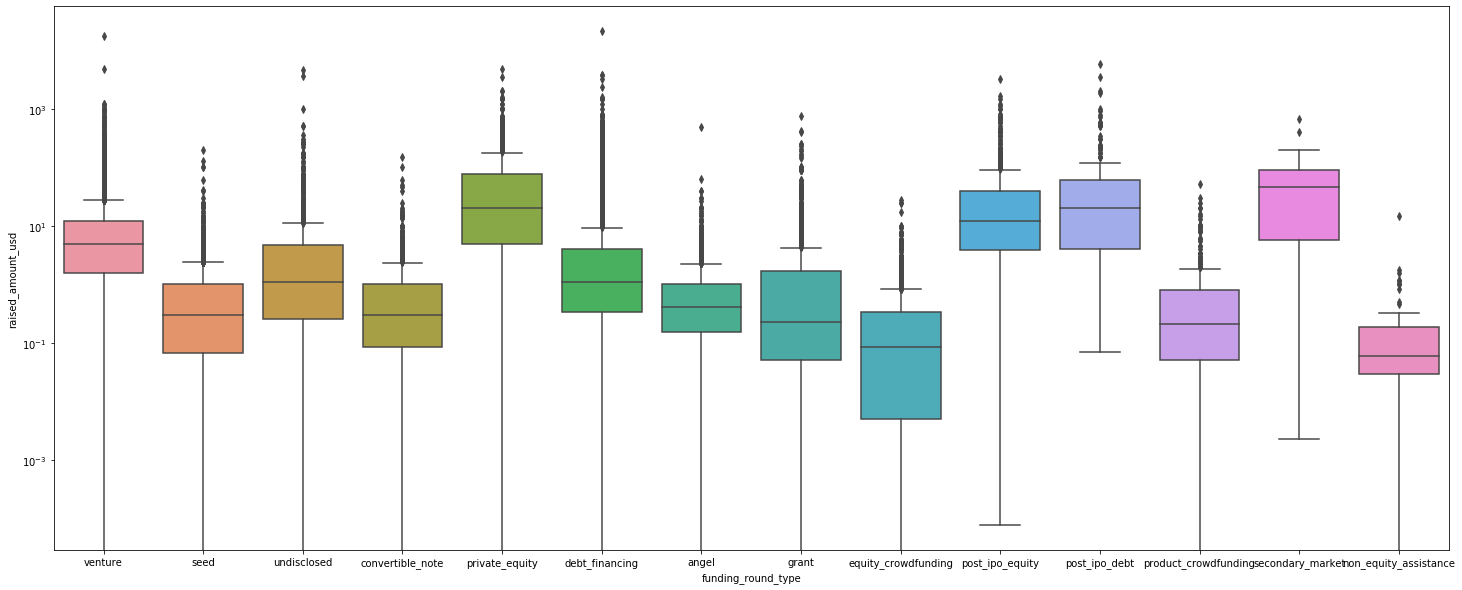 raised_amount_usd
10³
10¹
10⁻¹
10⁻³
venture seed undisclosed convertible_note private_equity debt_financing angel grant equity_crowdfunding post_ipo_equity post_ipo_debt product_crowdfunding secondary_market non_equity_assistance
funding_round_type